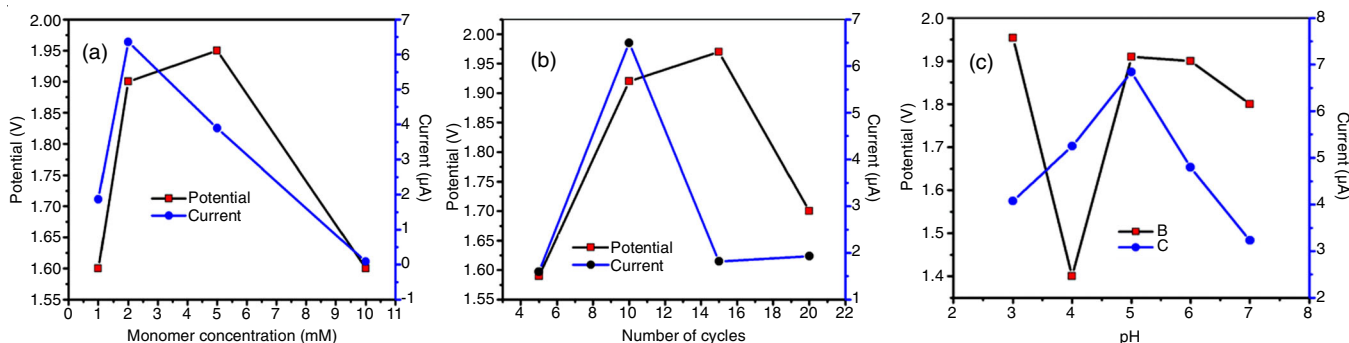 (a)
2.00
1.95
1.90
1.85
1.80
1.75
1.70
1.65
1.60
1.55
Potential (V)
7
6
5
4
3
2
1
0
-1
Current (µA)
Potential
Current
0 1 2 3 4 5 6 7 8 9 10 11
Monomer concentration (mM)
(b)
2.00
1.95
1.90
1.85
1.80
1.75
1.70
1.65
1.60
1.55
Potential (V)
7
6
5
4
3
2
1
Current (µA)
Potential
Current
4 6 8 10 12 14 16 18 20 22
Number of cycles
(c)
2.0
1.9
1.8
1.7
1.6
1.5
1.4
Potential (V)
8
7
6
5
4
3
2
Current (µA)
B
C
2 3 4 5 6 7 8
pH